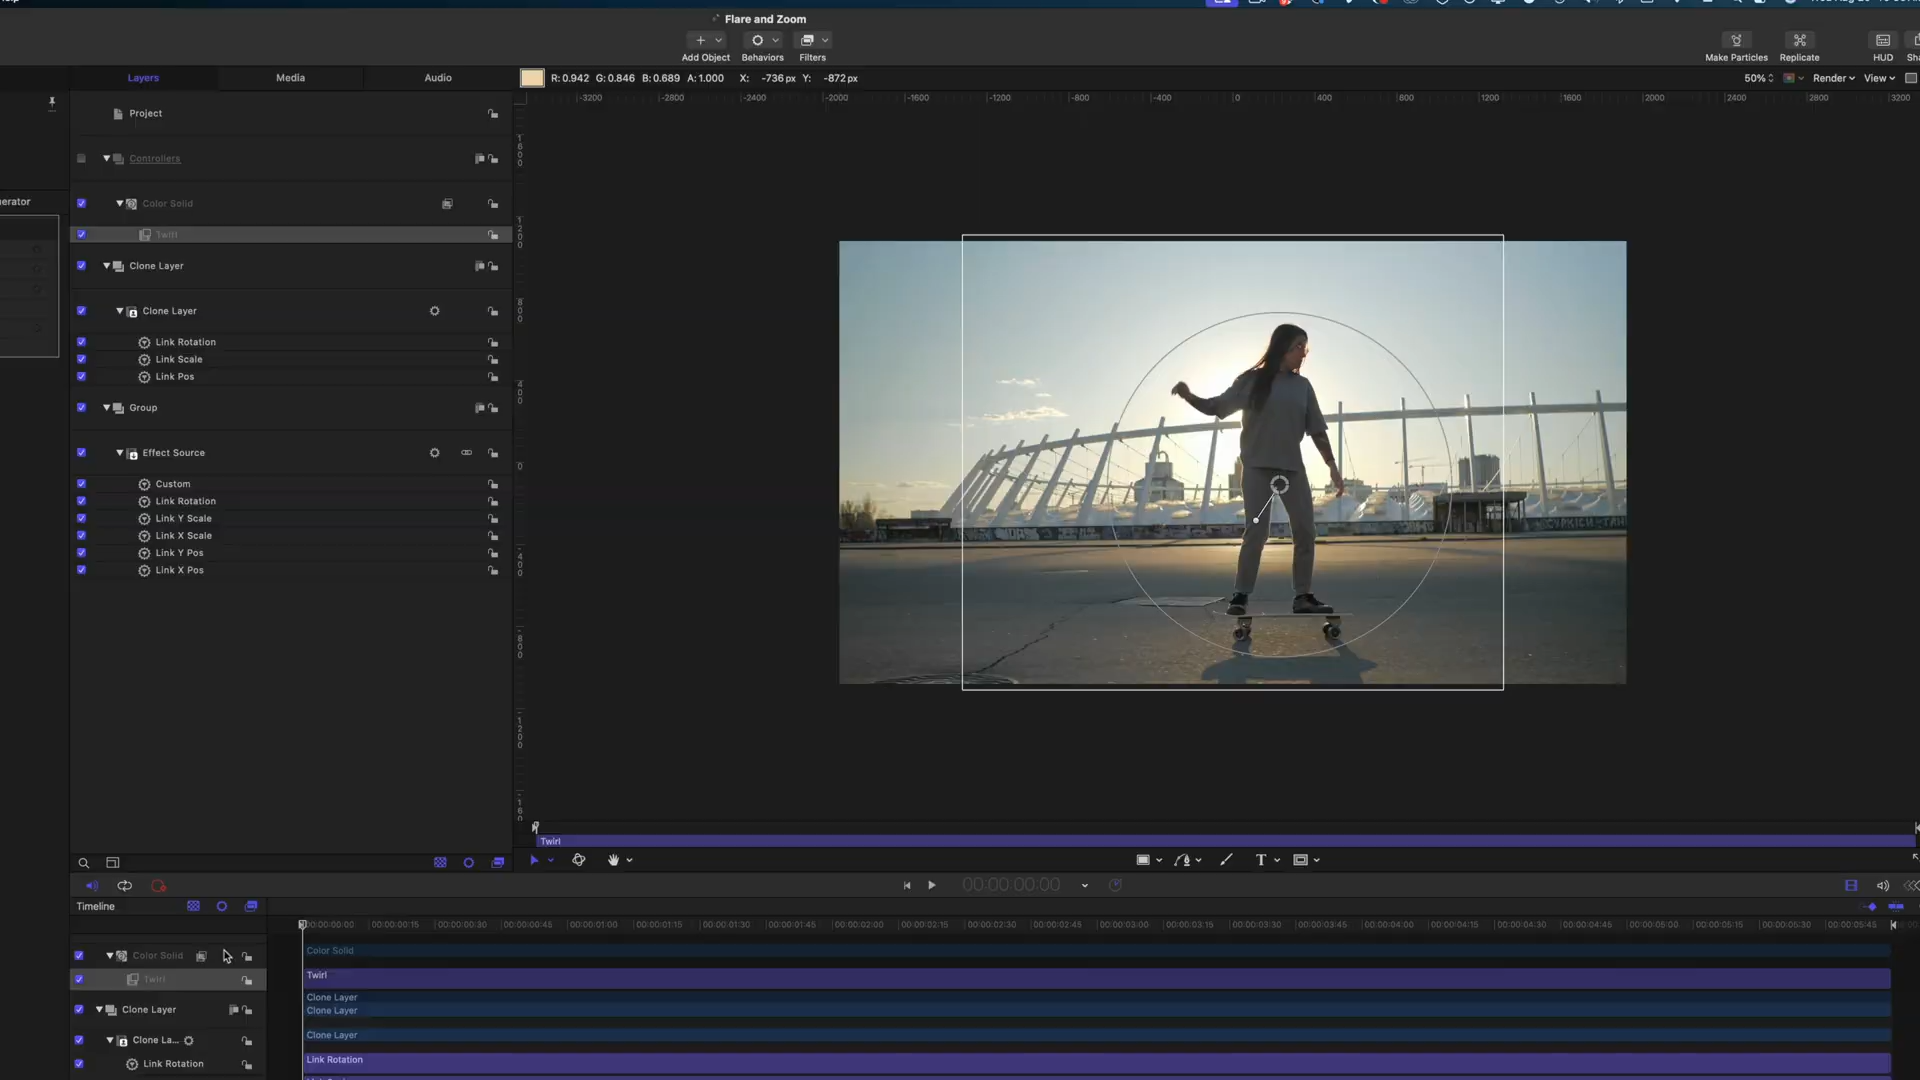 Flare and Zoom
Add Object
Behaviors
Filters
Make Particles
Replicate
HUD
Layers
Media
Audio
R:0.942 G:0.846 B:0.689 A:1.000 X: -736 px Y: -872 px
50%
Render
View
-3200 -2800 -2400 -2000 -1600 -1200 -800 -400 0 400 800 1200 1600 2000 2400 2800 3200
Project
Controllers
Color Solid
Twirl
Clone Layer
Clone Layer
Link Rotation
Link Scale
Link Pos
Group
Effect Source
Custom
Link Rotation
Link Y Scale
Link X Scale
Link Y Pos
Link X Pos
Twirl
T
00:00:00:00
Timeline
00:00:00:00 00:00:00:15 00:00:00:30 00:00:00:45 00:00:01:00 00:00:01:15 00:00:01:30 00:00:01:45 00:00:02:00 00:00:02:15 00:00:02:30 00:00:02:45 00:00:03:00 00:00:03:15 00:00:03:30 00:00:03:45 00:00:04:00 00:00:04:15 00:00:04:30 00:00:04:45 00:00:05:00 00:00:05:15 00:00:05:30 00:00:05:45
Color Solid
Color Solid
Twirl
Twirl
Clone Layer
Clone Layer
Clone Layer
Clone La...
Clone Layer
Link Rotation
Link Rotation